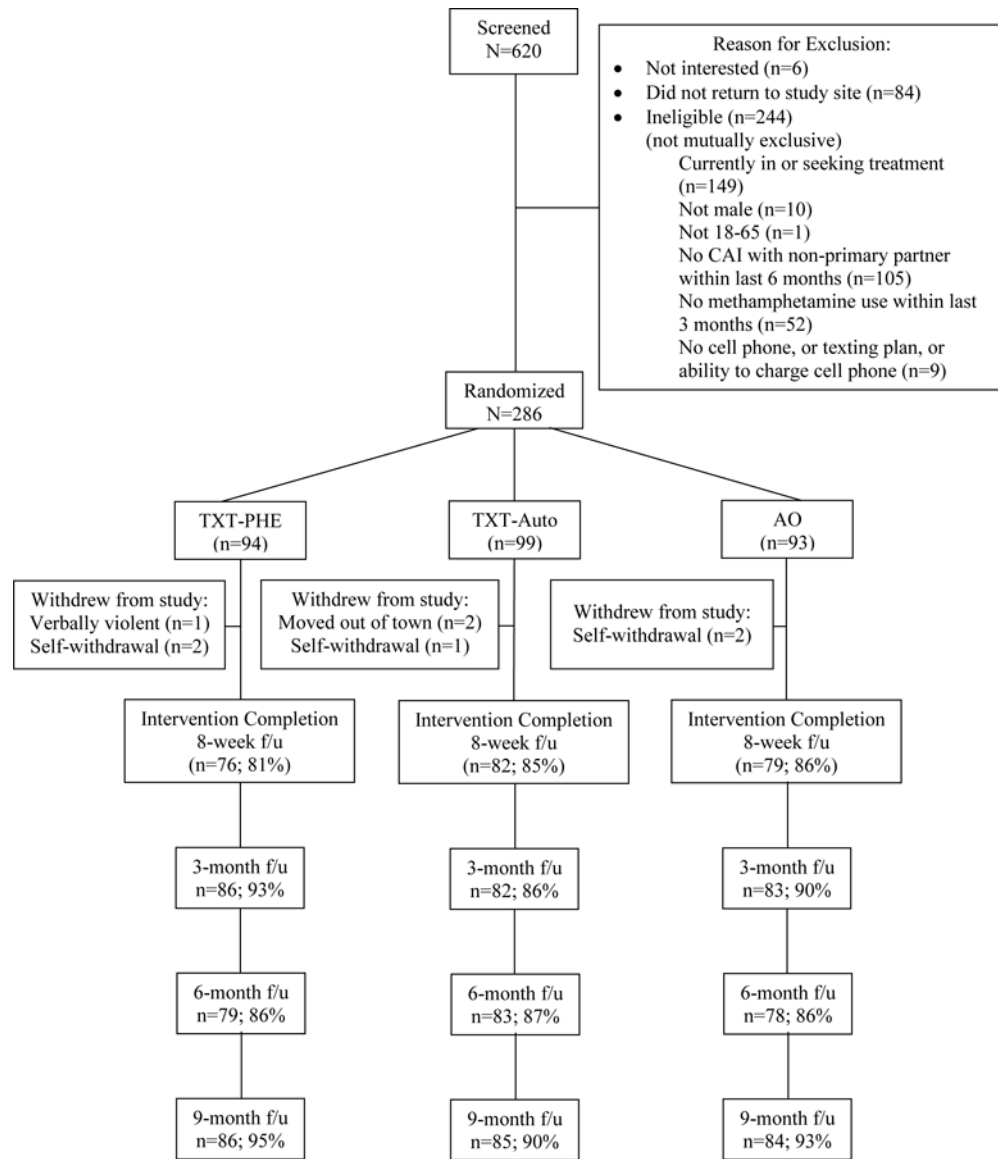 Screened
N=620
Reason for Exclusion:
• Not interested (n=6)
• Did not return to study site (n=84)
• Ineligible (n=244)
(not mutually exclusive)
Currently in or seeking treatment
(n=149)
Not male (n=10)
Not 18-65 (n=1)
No CAI with non-primary partner
within last 6 months (n=105)
No methamphetamine use within last
3 months (n=52)
No cell phone, or texting plan, or
ability to charge cell phone (n=9)
Randomized
N=286
TXT-PHE
(n=94)
TXT-Auto
(n=99)
AO
(n=93)
Withdrew from study:
Verbally violent (n=1)
Self-withdrawal (n=2)
Withdrew from study:
Moved out of town (n=2)
Self-withdrawal (n=1)
Withdrew from study:
Self-withdrawal (n=2)
Intervention Completion
8-week f/u
(n=76; 81%)
Intervention Completion
8-week f/u
(n=82; 85%)
Intervention Completion
8-week f/u
(n=79; 86%)
3-month f/u
n=86; 93%
3-month f/u
n=82; 86%
3-month f/u
n=83; 90%
6-month f/u
n=79; 86%
6-month f/u
n=83; 87%
6-month f/u
n=78; 86%
9-month f/u
n=86; 95%
9-month f/u
n=85; 90%
9-month f/u
n=84; 93%